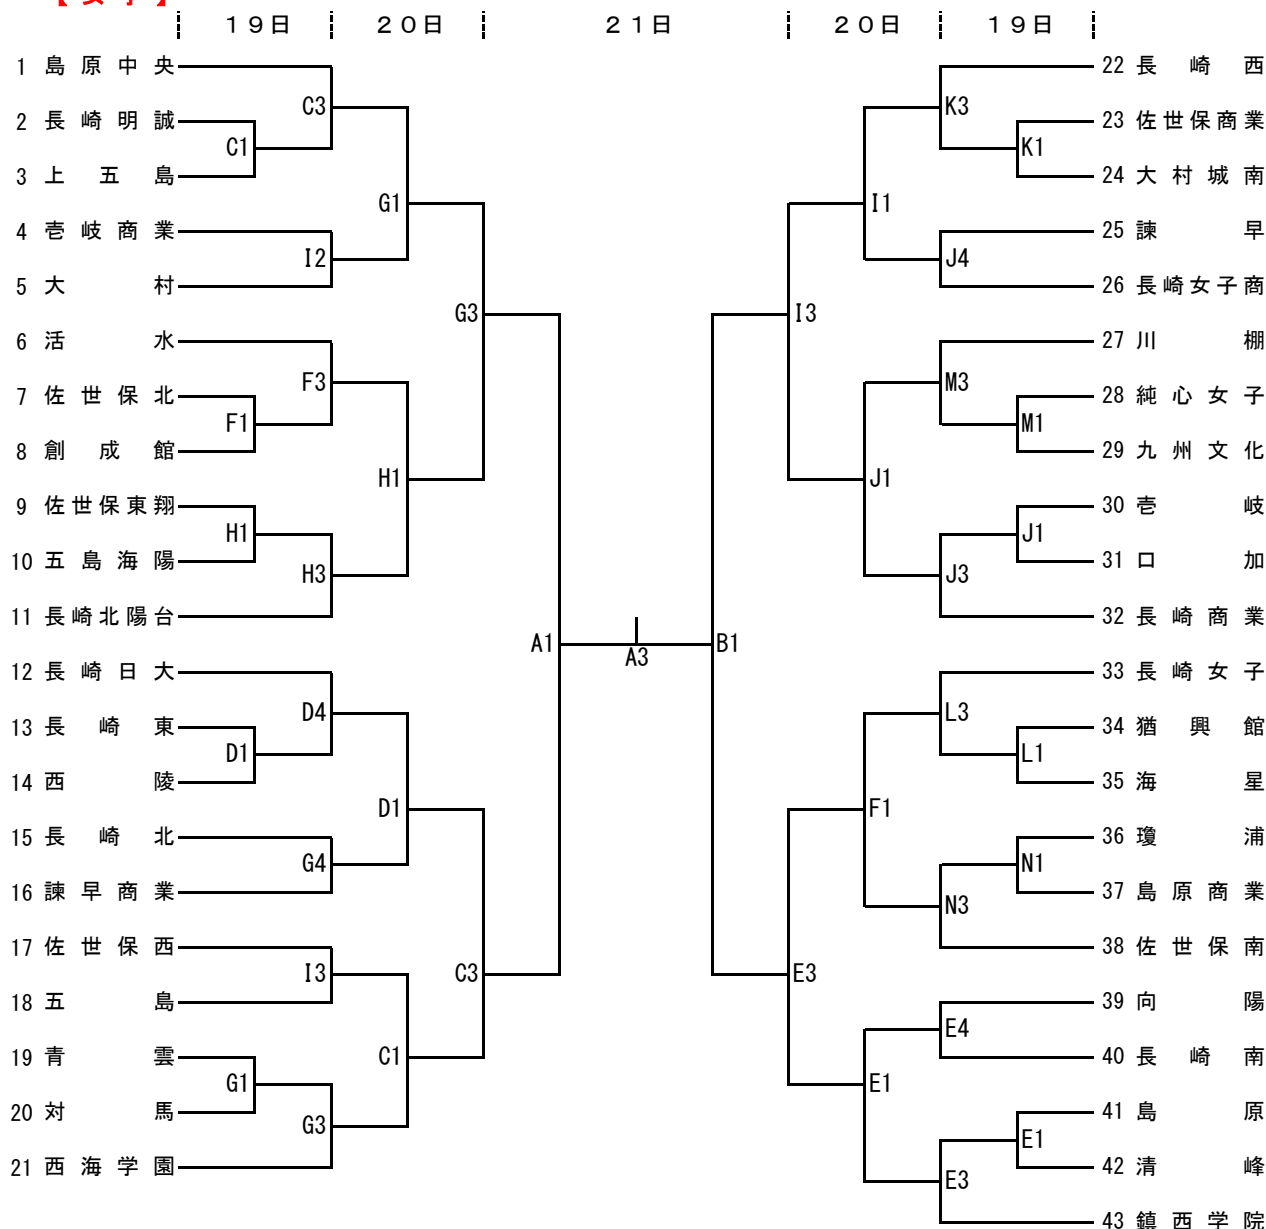 【 女 子 】
19日 20日 21日 20日 19日
1 島原中央
2 長崎明誠
3 上五島
4 壱岐商業
5 大村
6 活水
7 佐世保北
8 創成館
9 佐世保東翔
10 五島海陽
11 長崎北陽台
12 長崎日大
13 長崎東
14 西陵
15 長崎北
16 諫早商業
17 佐世保西
18 五島
19 青雲
20 対馬
21 西海学園
C1
F1
H1
D1
G1
C3
I2
F3
H3
D4
G4
I3
G3
G1
H1
D1
C1
G3
C3
A1
A3
B1
I3
E3
I1
J1
F1
E1
K3
J4
M3
J3
L3
N3
E4
E3
K1
M1
J1
L1
N1
E1
22 長崎西
23 佐世保商業
24 大村城南
25 諫早
26 長崎女子商
27 川棚
28 純心女子
29 九州文化
30 壱岐
31 口加
32 長崎商業
33 長崎女子
34 猶興館
35 海星
36 瓊浦
37 島原商業
38 佐世保南
39 向陽
40 長崎南
41 島原
42 清峰
43 鎮西学院